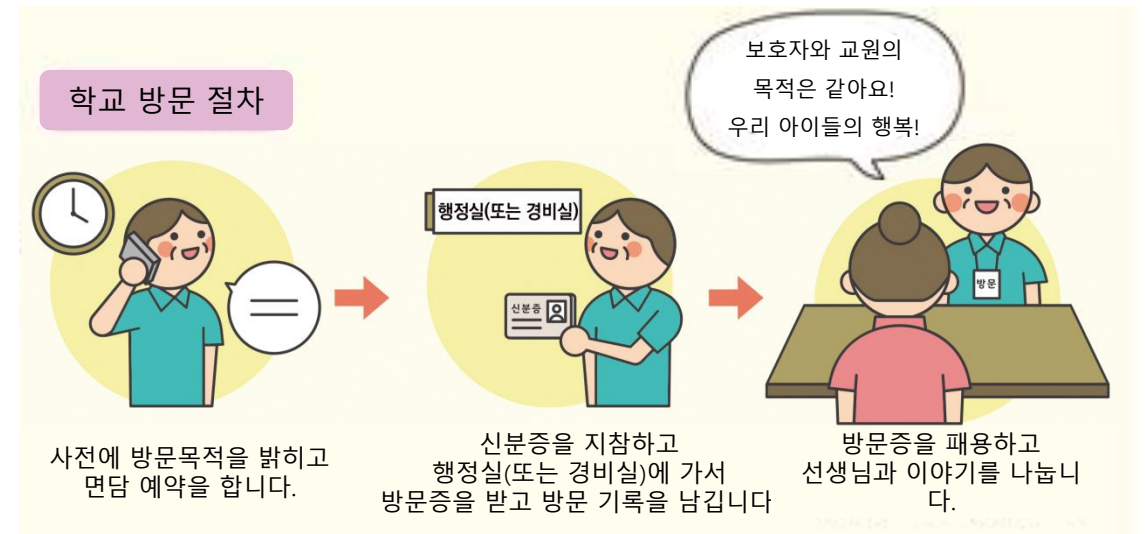 보호자와 교원의
목적은 같아요!
우리 아이들의 행복!
학교 방문 절차
행정실(또는 경비실)
신분증
방문
사전에 방문목적을 밝히고
면담 예약을 합니다.
신분증을 지참하고
행정실(또는 경비실)에 가서
방문증을 받고 방문 기록을 남깁니다
방문증을 패용하고
선생님과 이야기를 나눕니
다.